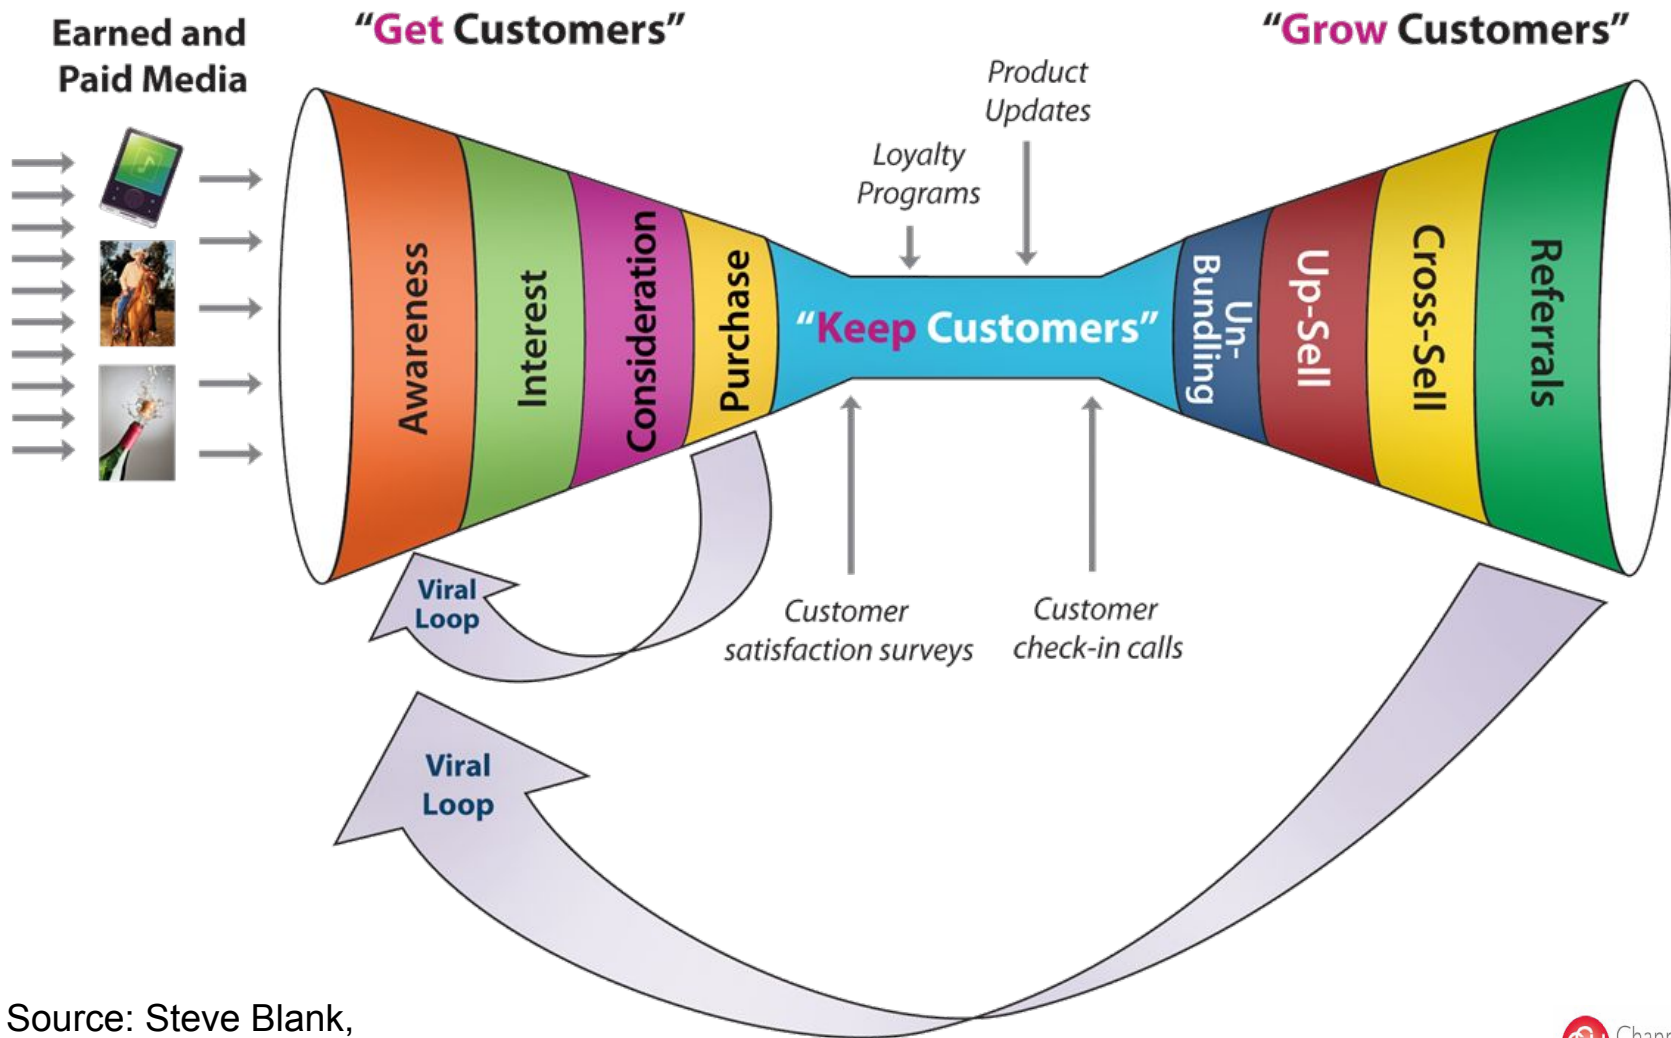 Earned and
Paid Media
“Get Customers”
“Grow Customers”
Product
Updates
Loyalty
Programs
Awareness
Interest
Consideration
Purchase
“Keep Customers”
Un-
Bundling
Up-Sell
Cross-Sell
Referrals
Viral
Loop
Customer
satisfaction surveys
Customer
check-in calls
Viral
Loop
Source: Steve Blank,